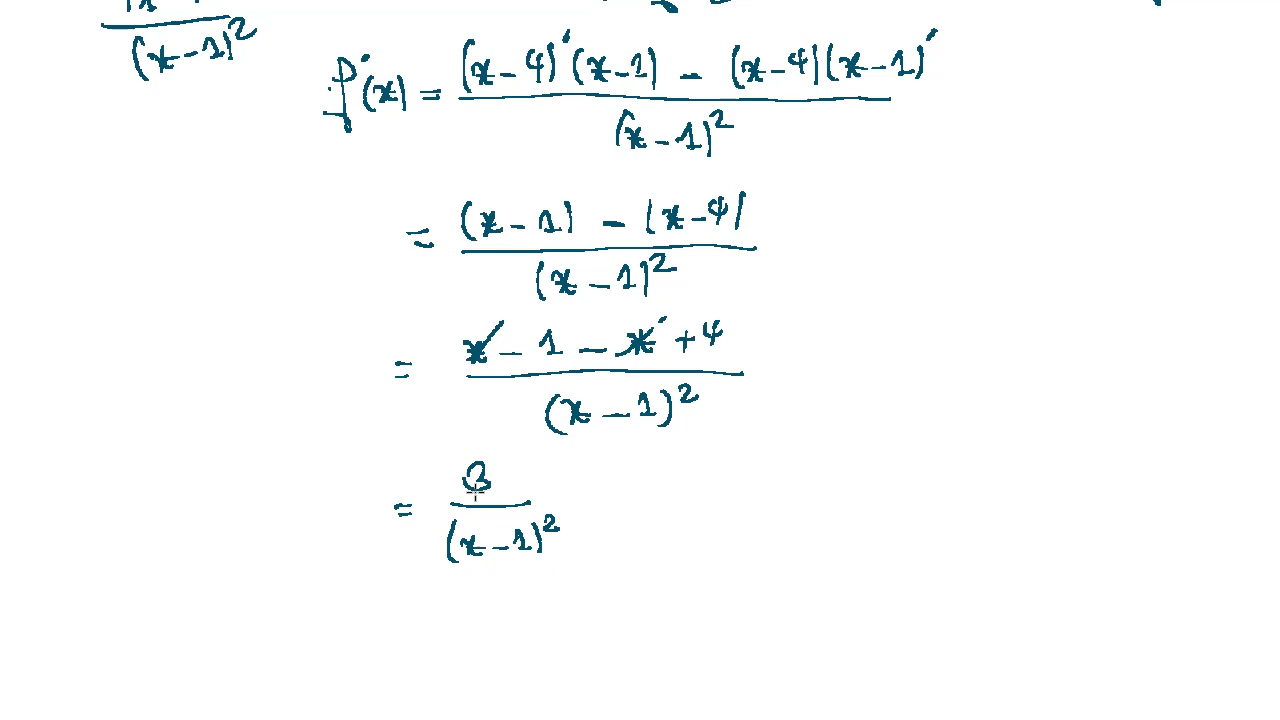 (x-1)²
f'(x) = (x-4)'(x-1) - (x-4)(x-1)' / (x-1)²
= (x-1) - (x-4) / (x-1)²
= x - 1 - x + 4 / (x-1)²
= 3 / (x-1)²